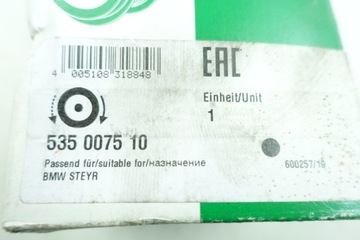 4 005108 318848
EAC
Einheit/Unit
1
535 0075 10
Passend für/suitable for/назначение
BMW STEYR
600257/19